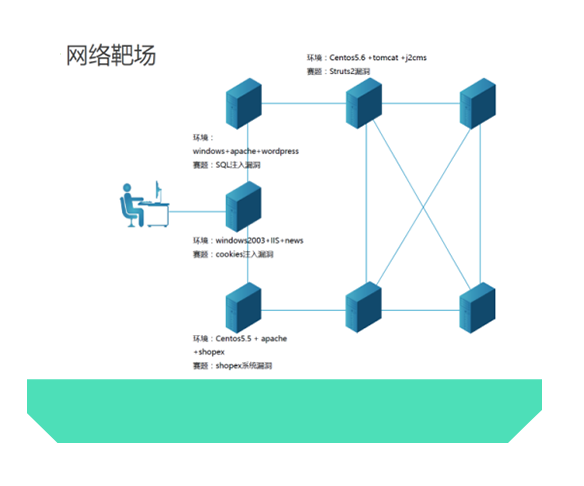 网络靶场
环境：Centos5.6 +tomcat +j2cms
赛题：Struts2漏洞
环境：
windows+apache+wordpress
赛题：SQL注入漏洞
环境：windows2003+IIS+news
赛题：cookies注入漏洞
环境：Centos5.5 + apache
+shopex
赛题：shopex系统漏洞